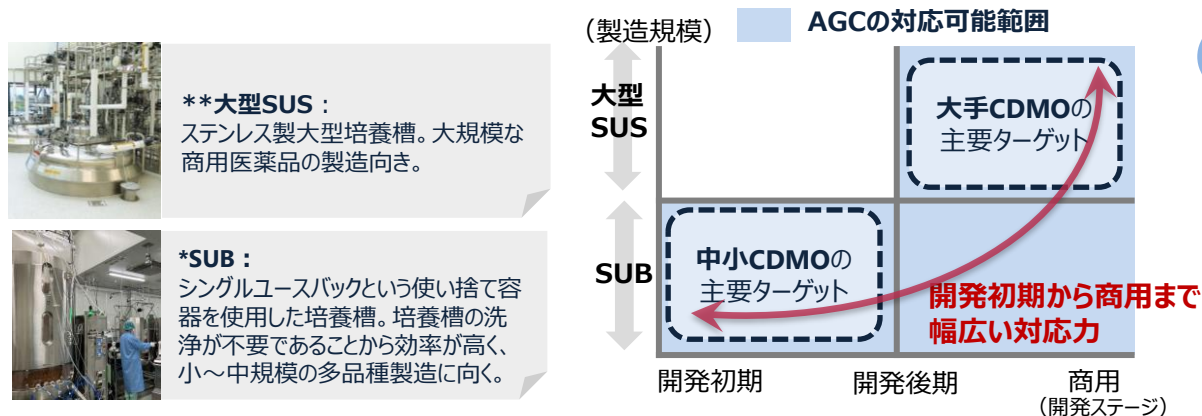 **大型SUS：
ステンレス製大型培養槽。大規模な
商用医薬品の製造向き。
*SUB：
シングルユースバックという使い捨て容
器を使用した培養槽。培養槽の洗
浄が不要であることから効率が高く、
小～中規模の多品種製造に向く。
（製造規模）
AGCの対応可能範囲
大型
SUS
大手CDMOの
主要ターゲット
SUB
中小CDMOの
主要ターゲット
開発初期から商用まで
幅広い対応力
開発初期
開発後期
商用
（開発ステージ）